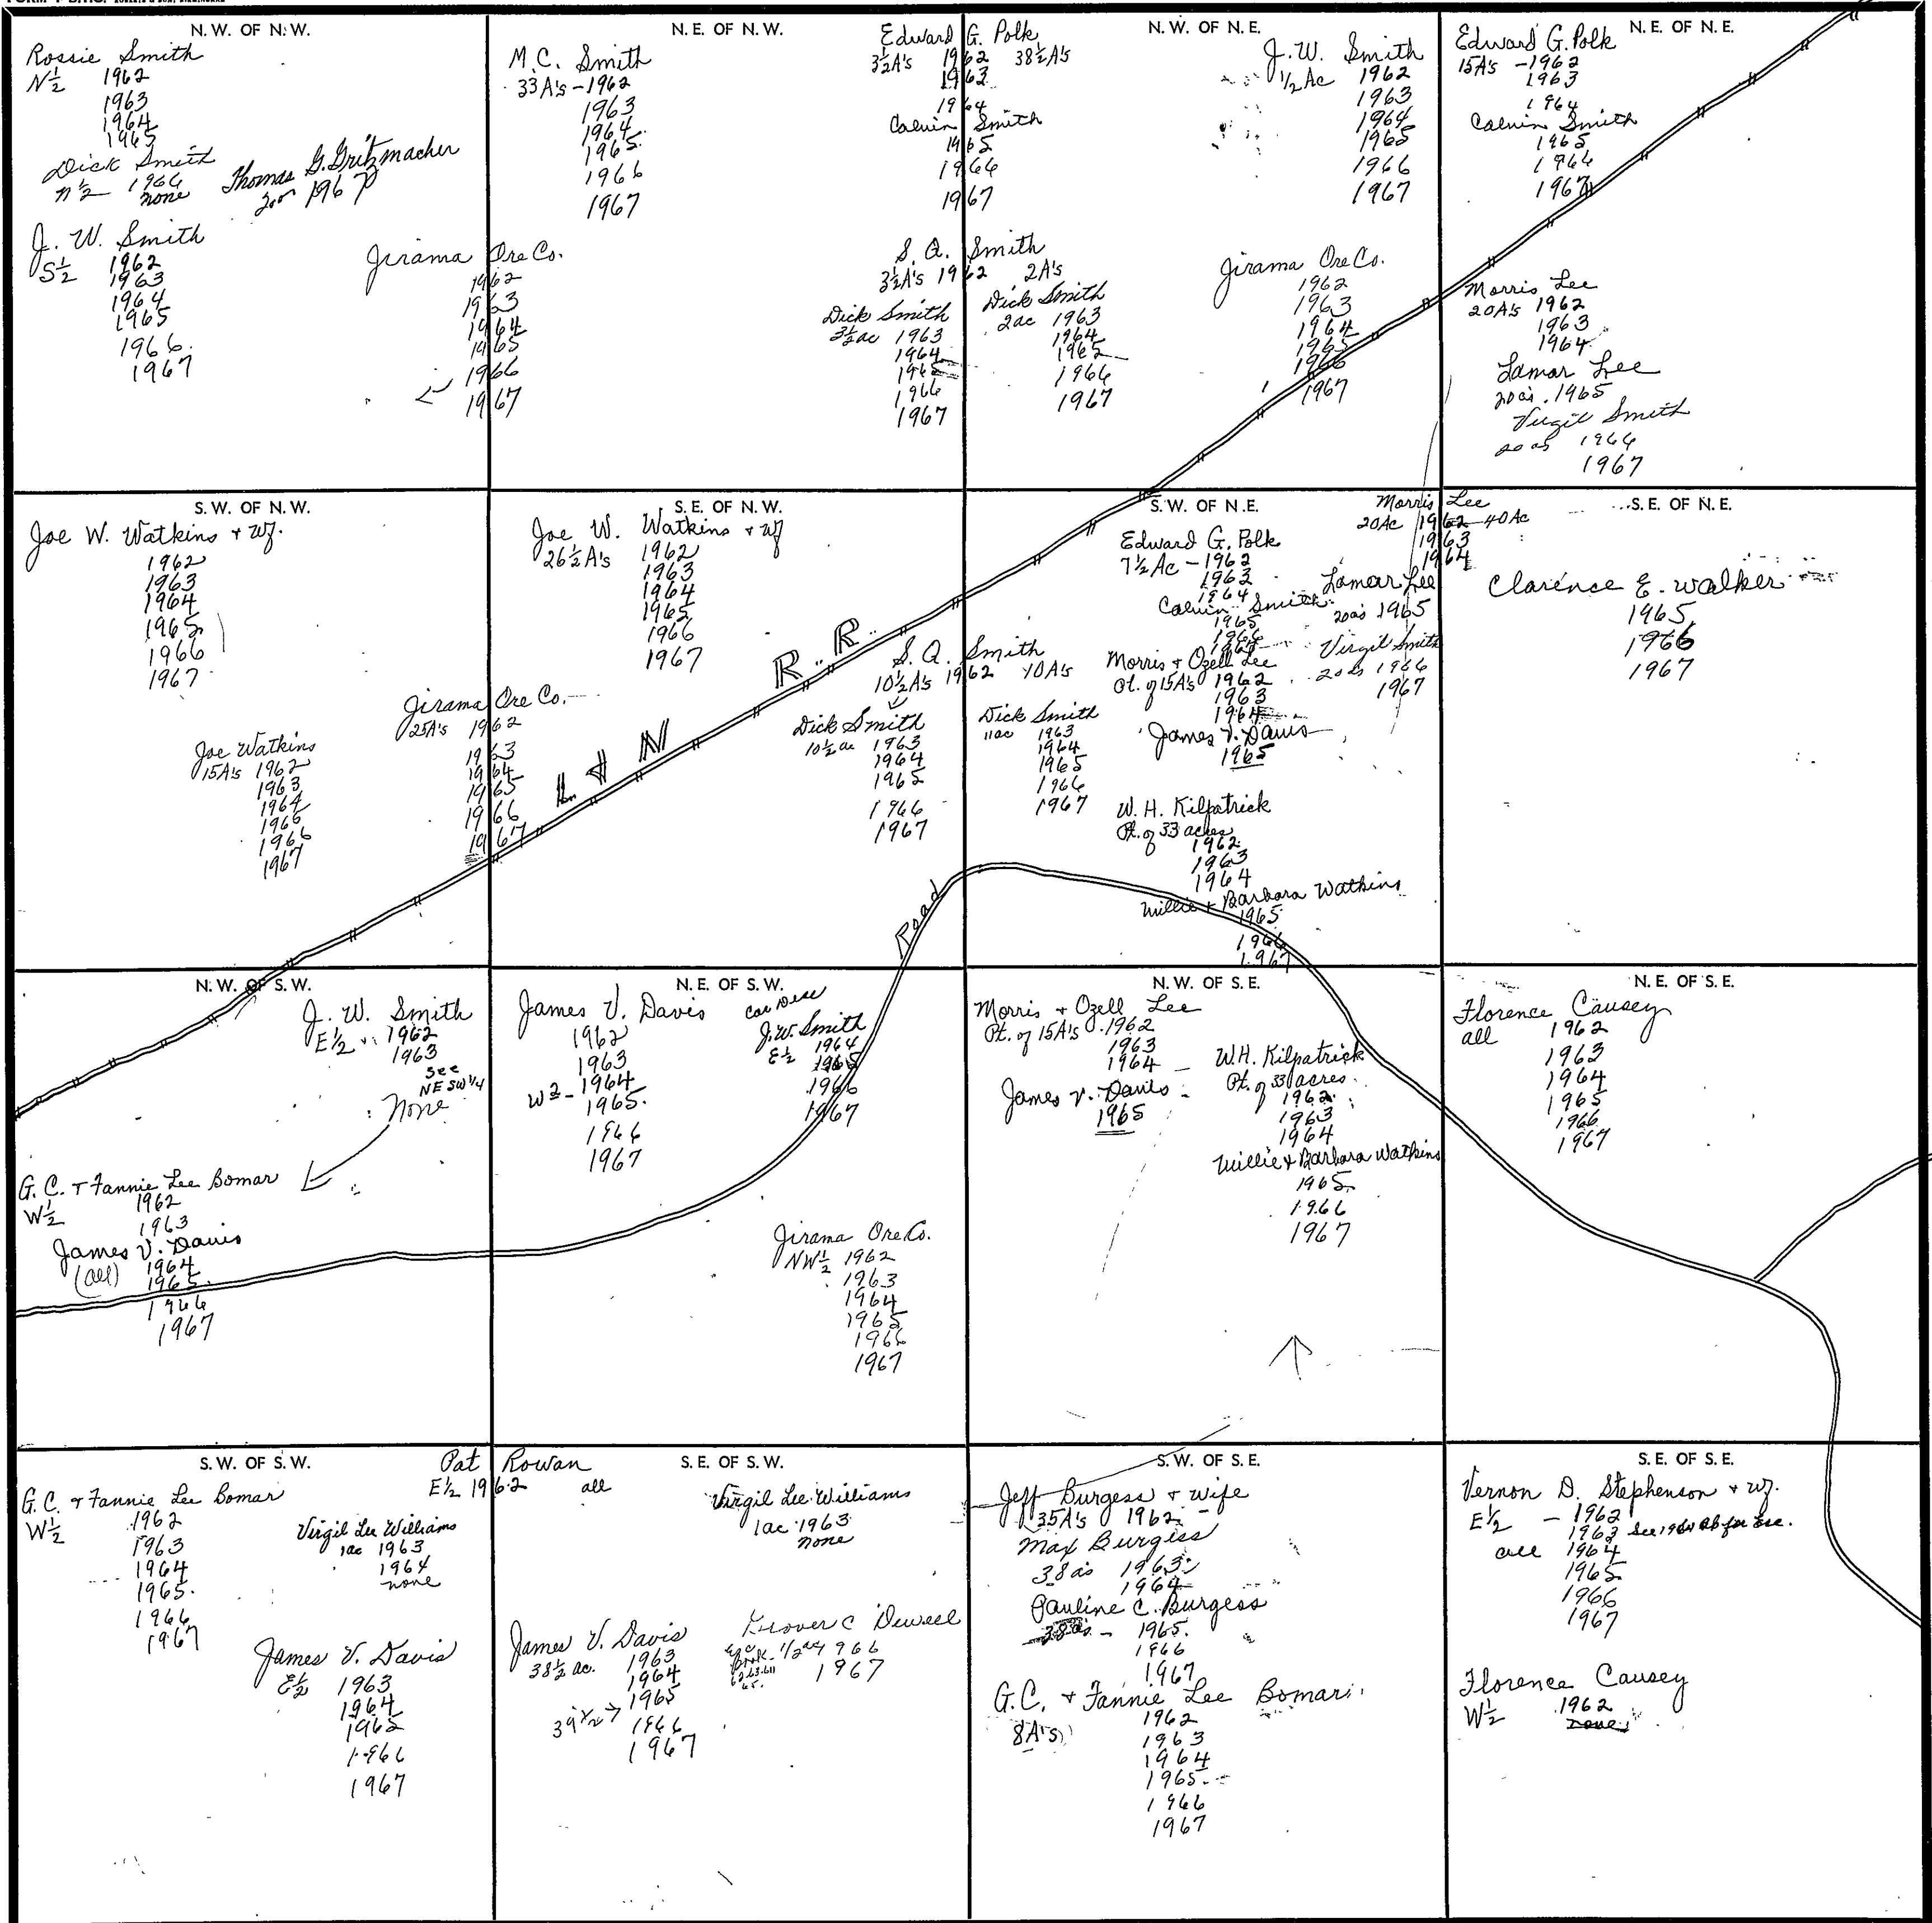 N.W. OF N.W.
Rossie Smith
N½ 1962
1963
1964
1965
Dick Smith
N½ 1966
none
Thomas G. Gritzmacher
1967
J. W. Smith
S½ 1962
1963
1964
1965
1966
1967
Jirama Ore Co.
1962
1963
1964
1965
1966
1967
N.E. OF N.W.
M.C. Smith
33A's - 1962
1963
1964
1965
1966
1967
Edward G. Polk
3½A's 1962 38½A's
1963
1964
Calvin Smith
1965
1966
1967
S. Q. Smith
3½A's 1962 2A's
Dick Smith
3½ac 1963
1964
1965
1966
1967
N.W. OF N.E.
J. W. Smith
1/2 Ac 1962
1963
1964
1965
1966
1967
Dick Smith
2ac 1963
1964
1965
1966
1967
Jirama Ore Co.
1962
1963
1964
1965
1966
1967
N.E. OF N.E.
Edward G. Polk
15A's - 1962
1963
1964
Calvin Smith
1965
1966
1967
Morris Lee
20A's 1962
1963
1964
Lamar Lee
20a's 1965
Virgil Smith
20 as 1966
1967
S.W. OF N.W.
Joe W. Watkins + wf.
1962
1963
1964
1965
1966
1967
Jirama Ore Co.
25A's 1962
1963
1964
1965
1966
1967
Joe Watkins
15A's 1962
1963
1964
1965
1966
1967
S.E. OF N.W.
Joe W. Watkins + wf
26½A's 1962
1963
1964
1965
1966
1967
L & N R.R.
S. Q. Smith
10½A's 1962 10A's
Dick Smith
10½ ac 1963
1964
1965
1966
1967
Road
S.W. OF N.E.
Morris Lee
20Ac 1962 40Ac
1963
1964
Edward G. Polk
7½ Ac - 1962
1963
1964
Calvin Smith
1965
1966
Lamar Lee
20a's 1965
Virgil Smith
20 as 1966
1967
Morris + Ozell Lee
Pt. of 15A's 1962
1963
1964
James V. Davis
1965
Dick Smith
11ac 1963
1964
1965
1966
1967
W. H. Kilpatrick
Pt. of 33 acres
1962
1963
1964
Willie + Barbara Watkins
1965
1966
1967
S.E. OF N.E.
Clarence E. Walker
1965
1966
1967
N.W. OF S.W.
J. W. Smith
E½ 1962
1963
See
NE SW 1/4
None
G. C. + Fannie Lee Bomar
W½ 1962
1963
James V. Davis
(all) 1964
1965
1966
1967
N.E. OF S.W.
James V. Davis
1962
1963
W½ - 1964
1965
1966
1967
J.W. Smith
E½ 1964
1965
1966
1967
Jirama Ore Co.
NW½ 1962
1963
1964
1965
1966
1967
N.W. OF S.E.
Morris + Ozell Lee
Pt. of 15A's 1962
1963
1964
James V. Davis
1965
W.H. Kilpatrick
Pt. of 33 acres
1962
1963
1964
Willie + Barbara Watkins
1965
1966
1967
N.E. OF S.E.
Florence Causey
all 1962
1963
1964
1965
1966
1967
S.W. OF S.W.
G.C. + Fannie Lee Bomar
W½ 1962
1963
1964
1965
1966
1967
Pat Rowan
E½ 1962 all
Virgil Lee Williams
1ac 1963
1964
none
James V. Davis
E½ 1963
1964
1965
1966
1967
S.E. OF S.W.
Virgil Lee Williams
1ac 1963
none
James V. Davis
38½ ac. 1963
1964
1965
39½ → 1966
1967
Grover C
1/2 ac 1966
1967
S.W. OF S.E.
Jeff Burgess + wife
35A's 1962
Max Burgess
38 as 1963
1964
Pauline C. Burgess
38as - 1965
1966
1967
G.C. + Fannie Lee Bomar
8A's 1962
1963
1964
1965
1966
1967
S.E. OF S.E.
Vernon D. Stephenson + wf.
E½ - 1962
1963 See 1964
all 1964
1965
1966
1967
Florence Causey
W½ 1962
none